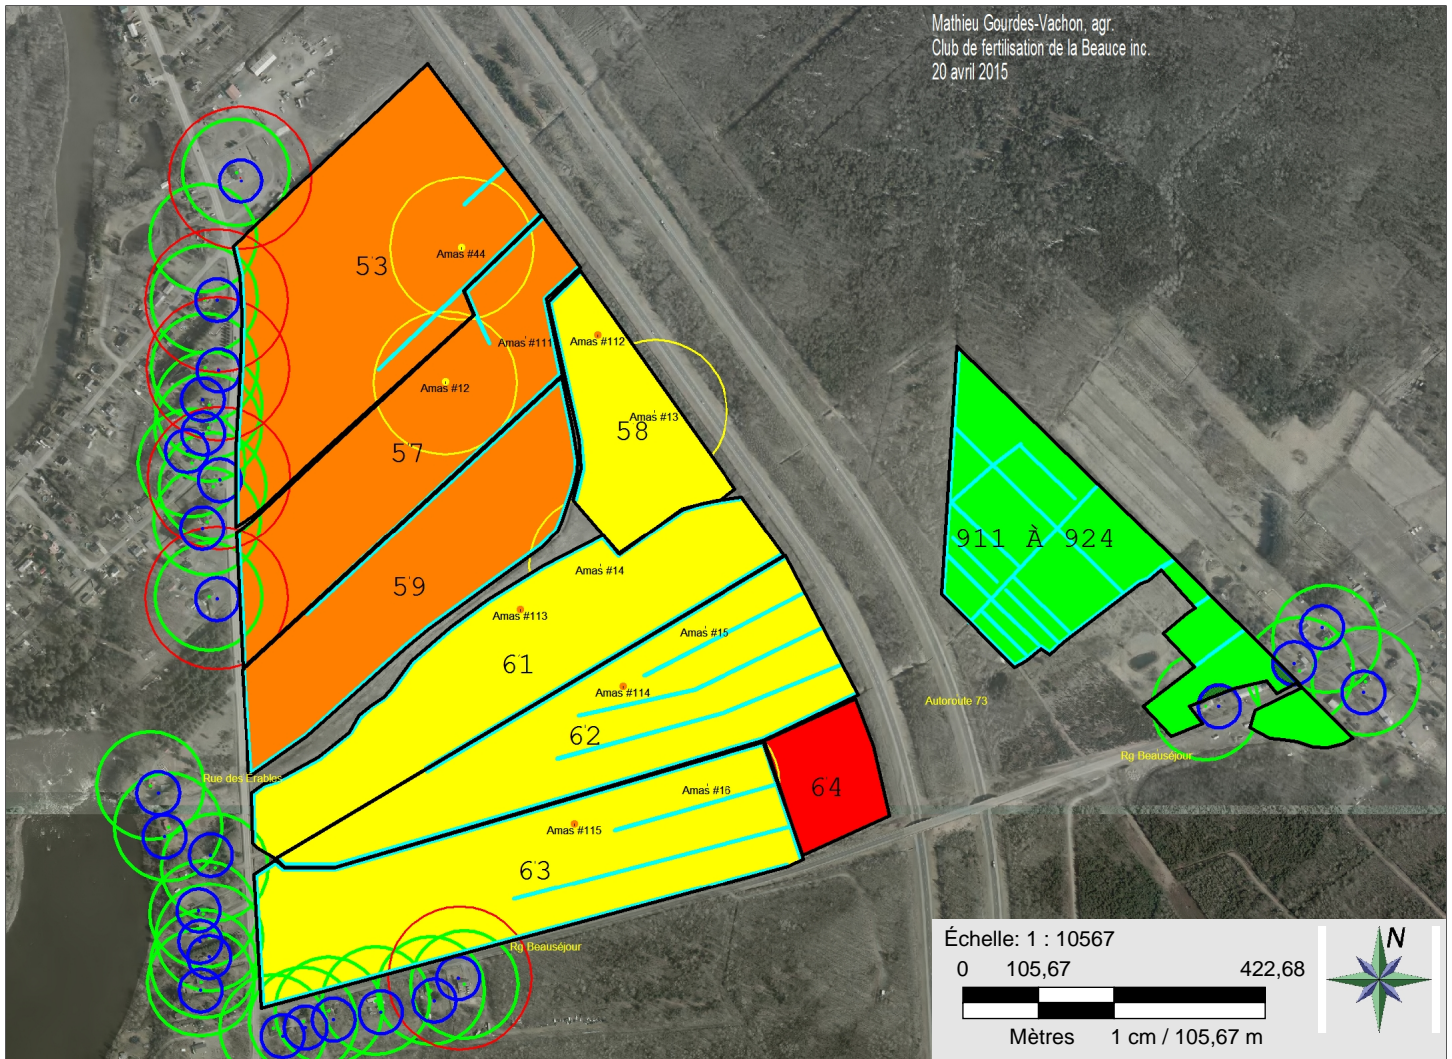 Mathieu Gourdes-Vachon, agr.
Club de fertilisation de la Beauce inc.
20 avril 2015
53
Amas #44
Amas #111
Amas #112
Amas #12
Amas #13
58
57
911 À 924
59
Amas #14
Amas #113
Amas #15
61
Amas #114
Autoroute 73
62
Rg Beauséjour
Rue des Érables
64
Amas #16
Amas #115
63
Rg Beauséjour
Échelle: 1 : 10567
N
0 105,67 422,68
Mètres 1 cm / 105,67 m